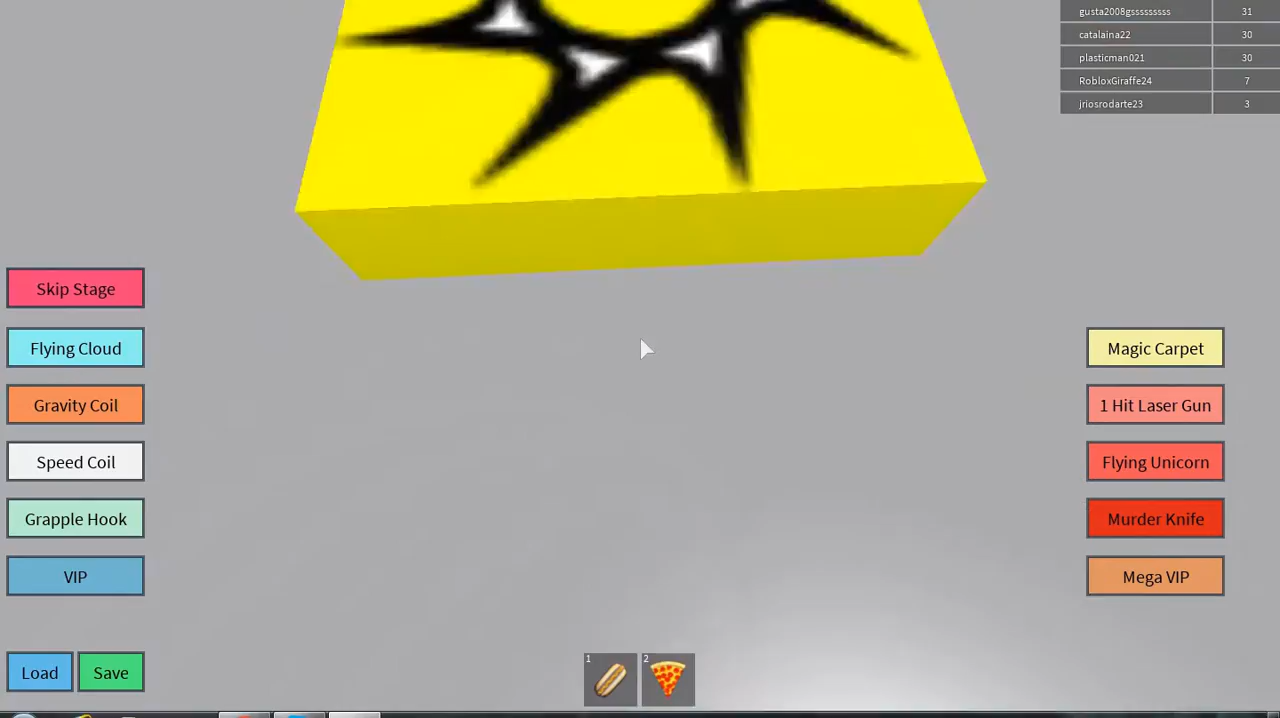 gusta2008gsssssssss 31
catalaina22 30
plasticman021 30
RobloxGiraffe24 7
jriosrodarte23 3
Skip Stage
Flying Cloud
Magic Carpet
Gravity Coil
1 Hit Laser Gun
Speed Coil
Flying Unicorn
Grapple Hook
Murder Knife
VIP
Mega VIP
1 2
Load Save